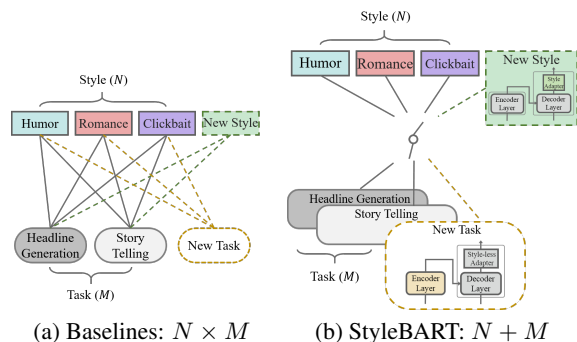 Style (N)
Humor
Romance
Clickbait
New Style
Headline
Generation
Story
Telling
New Task
Task (M)
(a) Baselines: N × M
Style (N)
Humor
Romance
Clickbait
New Style
Style
Adapter
Encoder
Layer
Decoder
Layer
Headline Generation
Story Telling
New Task
Task (M)
Style-less
Adapter
Encoder
Layer
Decoder
Layer
(b) StyleBART: N + M